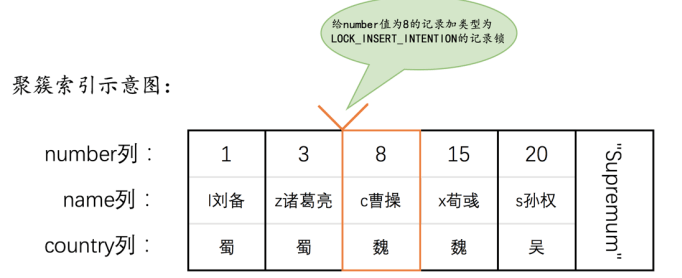 给number值为8的记录加类型为
LOCK_INSERT_INTENTION的记录锁
聚簇索引示意图：
number列： 1 3 8 15 20 "Supremum"
name列： l刘备 z诸葛亮 c曹操 x荀彧 s孙权
country列： 蜀 蜀 魏 魏 吴